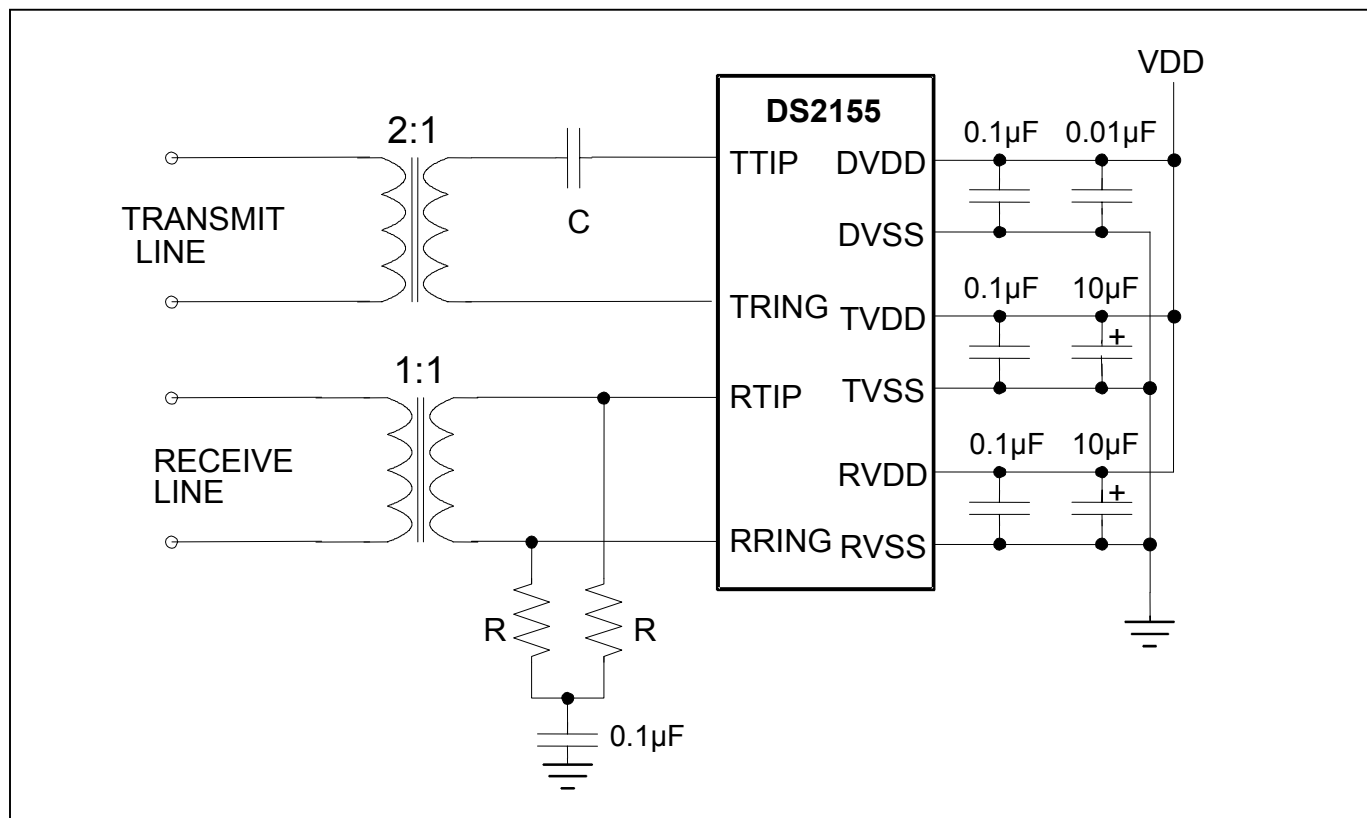 VDD
DS2155
2:1
0.1µF 0.01µF
TTIP DVDD
TRANSMIT
LINE
C
DVSS
0.1µF 10µF
TRING TVDD
+
1:1
RTIP TVSS
0.1µF 10µF
RECEIVE
LINE
RVDD
+
RRING RVSS
R R
0.1µF